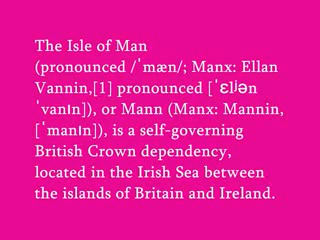 The Isle of Man
(pronounced /ˈmæn/; Manx: Ellan
Vannin,[1] pronounced [ˈɛlʲən
ˈvanɪn]), or Mann (Manx: Mannin,
[ˈmanɪn]), is a self-governing
British Crown dependency,
located in the Irish Sea between
the islands of Britain and Ireland.